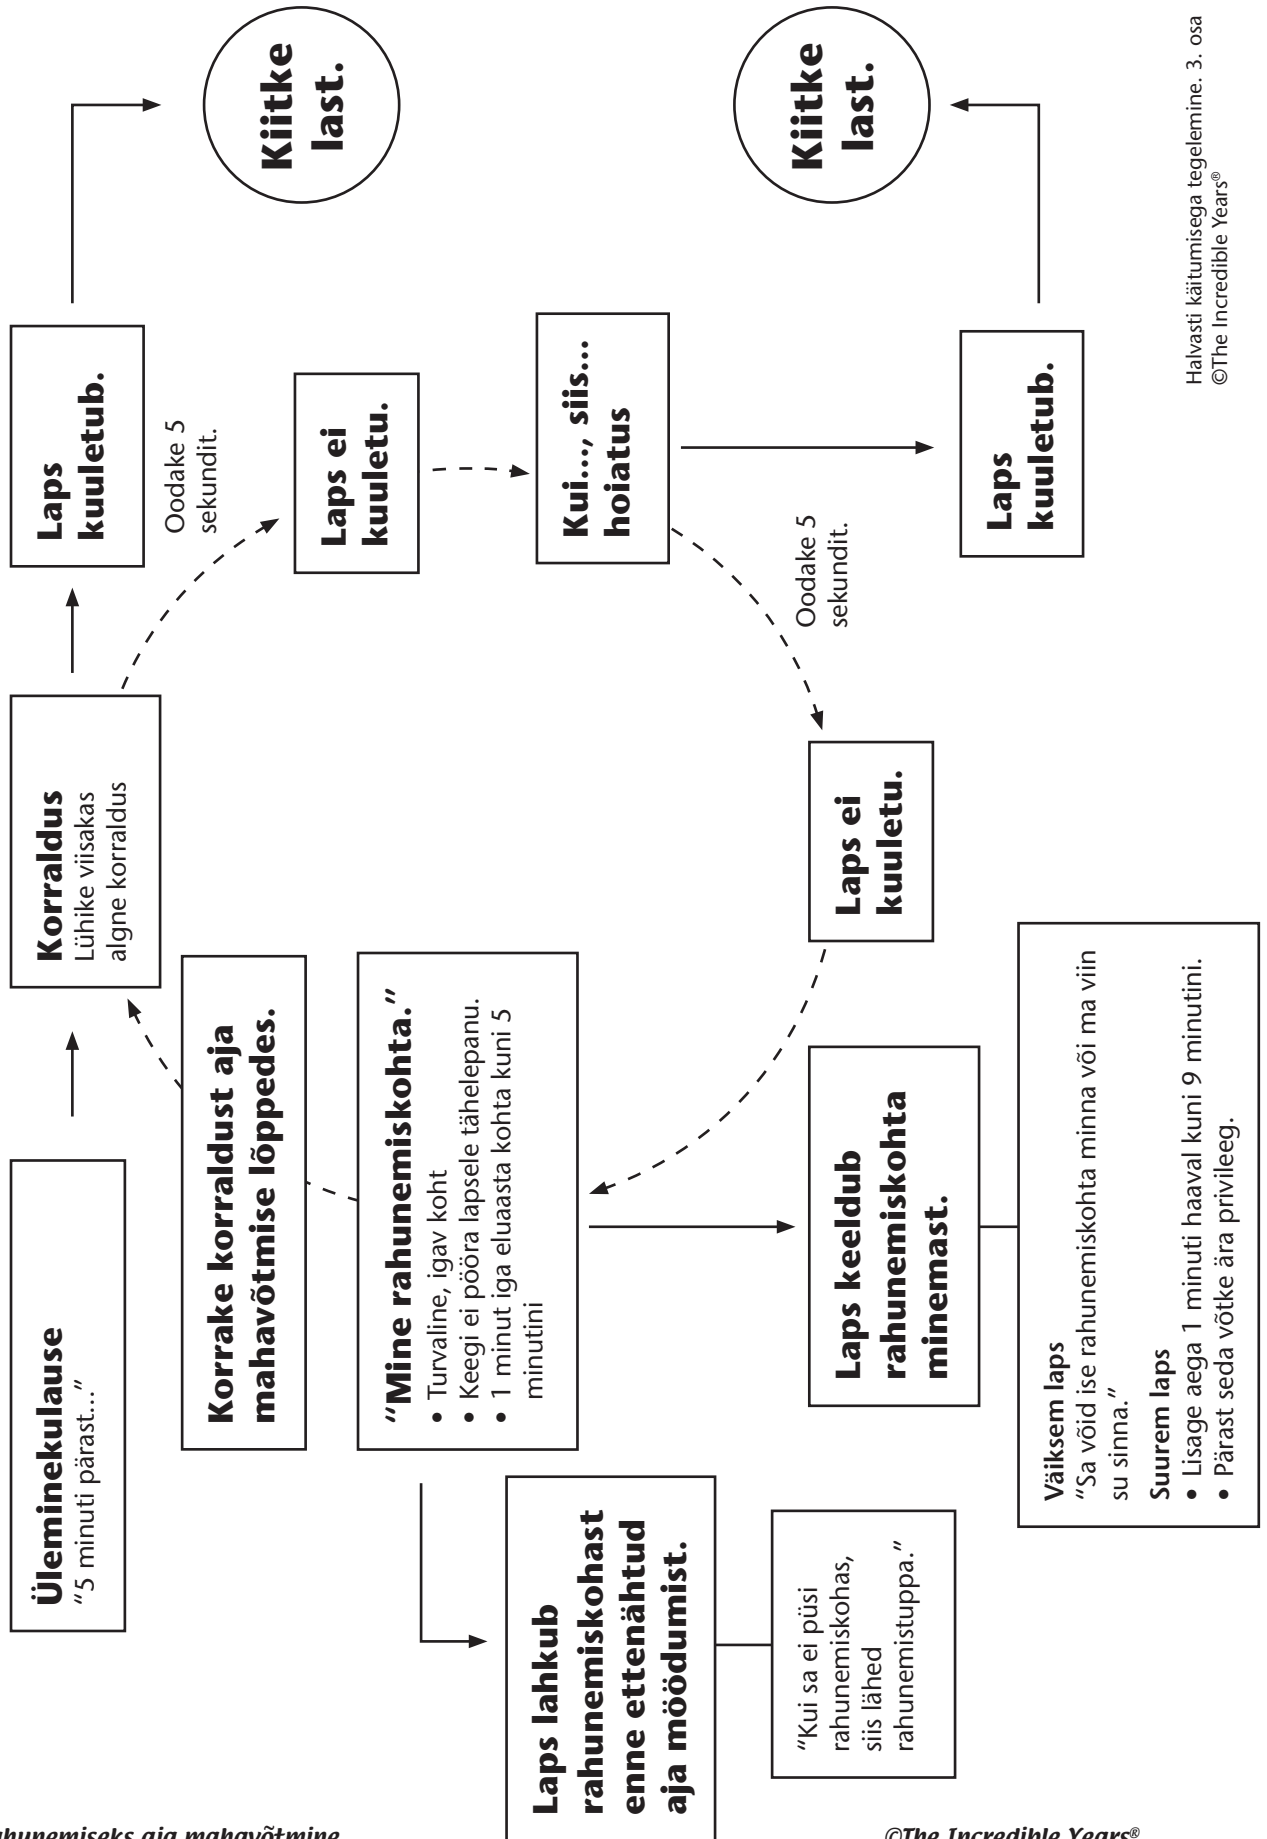 Üleminekulause
“5 minuti pärast...”
Korraldus
Lühike viisakas
algne korraldus
Laps
kuuletub.
Kiitke
last.
Oodake 5
sekundit.
Laps ei
kuuletu.
Kui..., siis...
hoiatus
Oodake 5
sekundit.
Laps
kuuletub.
Kiitke
last.
Laps ei
kuuletu.
Korrake korraldust aja
mahavõtmise lõppedes.
“Mine rahunemiskohta.”
• Turvaline, igav koht
• Keegi ei pööra lapsele tähelepanu.
• 1 minut iga eluaasta kohta kuni 5
minutini
Laps lahkub
rahunemiskohast
enne ettenähtud
aja möödumist.
“Kui sa ei püsi
rahunemiskohas,
siis lähed
rahunemistuppa.”
Laps keeldub
rahunemiskohta
minemast.
Väiksem laps
“Sa võid ise rahunemiskohta minna või ma viin
su sinna.”
Suurem laps
• Lisage aega 1 minuti haaval kuni 9 minutini.
• Pärast seda võtke ära privileeg.
Halvasti käitumisega tegelemine. 3. osa
©The Incredible Years®
aja mahavõtmine
©The Incredible Years®